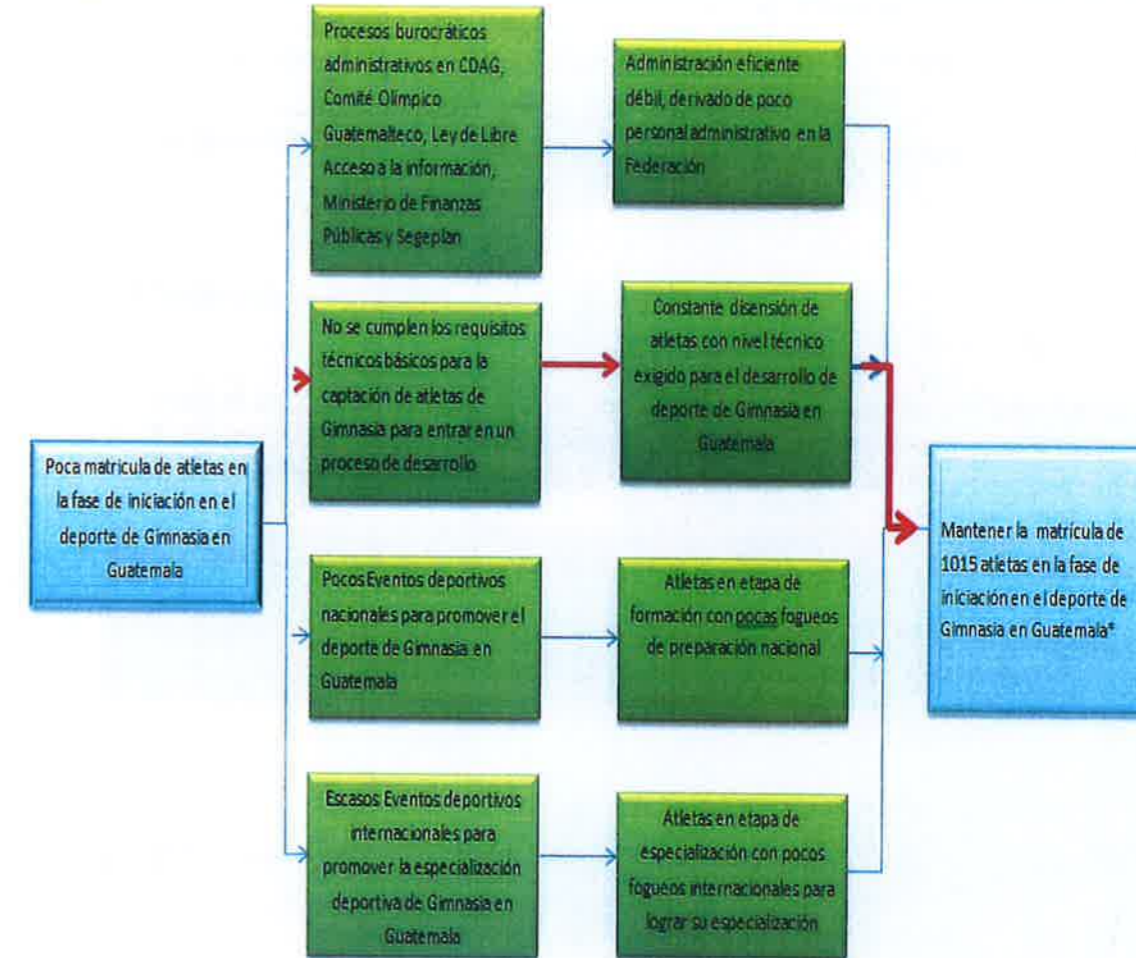 Procesos burocráticos
administrativos en CDAG,
Comité Olímpico
Guatemalteco, Ley de Libre
Acceso a la información,
Ministerio de Finanzas
Públicas y Segeplan
Administración eficiente
débil, derivado de poco
personal administrativo en la
Federación
No se cumplen los requisitos
técnicos básicos para la
captación de atletas de
Gimnasia para entrar en un
proceso de desarrollo
Constante disensión de
atletas con nivel técnico
exigido para el desarrollo de
deporte de Gimnasia en
Guatemala
Poca matricula de atletas en
la fase de iniciación en el
deporte de Gimnasia en
Guatemala
Mantener la matrícula de
1015 atletas en la fase de
iniciación en el deporte de
Gimnasia en Guatemala*
Pocos Eventos deportivos
nacionales para promover el
deporte de Gimnasia en
Guatemala
Atletas en etapa de
formación con pocas fogueos
de preparación nacional
Escasos Eventos deportivos
internacionales para
promover la especialización
deportiva de Gimnasia en
Guatemala
Atletas en etapa de
especialización con pocos
fogueos internacionales para
lograr su especialización